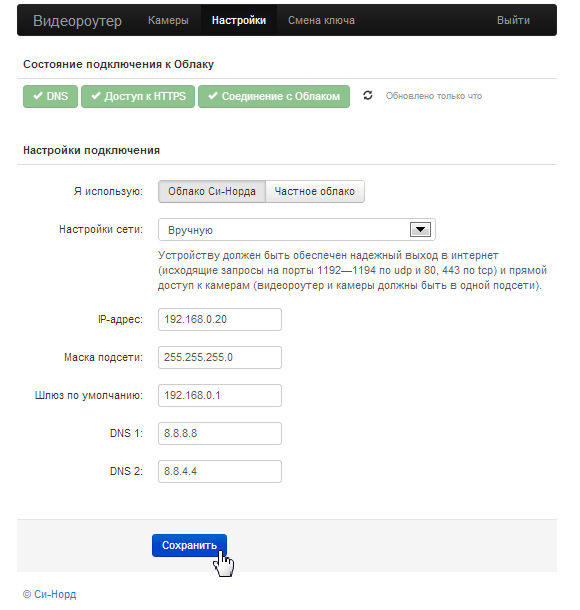 Видеороутер Камеры Настройки Смена ключа Выйти
Состояние подключения к Облаку
DNS Доступ к HTTPS Соединение с Облаком Обновлено только что
Настройки подключения
Я использую: Облако Си-Норда Частное облако
Настройки сети: Вручную
Устройству должен быть обеспечен надежный выход в интернет
(исходящие запросы на порты 1192—1194 по udp и 80, 443 по tcp) и прямой
доступ к камерам (видеороутер и камеры должны быть в одной подсети).
IP-адрес: 192.168.0.20
Маска подсети: 255.255.255.0
Шлюз по умолчанию: 192.168.0.1
DNS 1: 8.8.8.8
DNS 2: 8.8.4.4
Сохранить
© Си-Норд